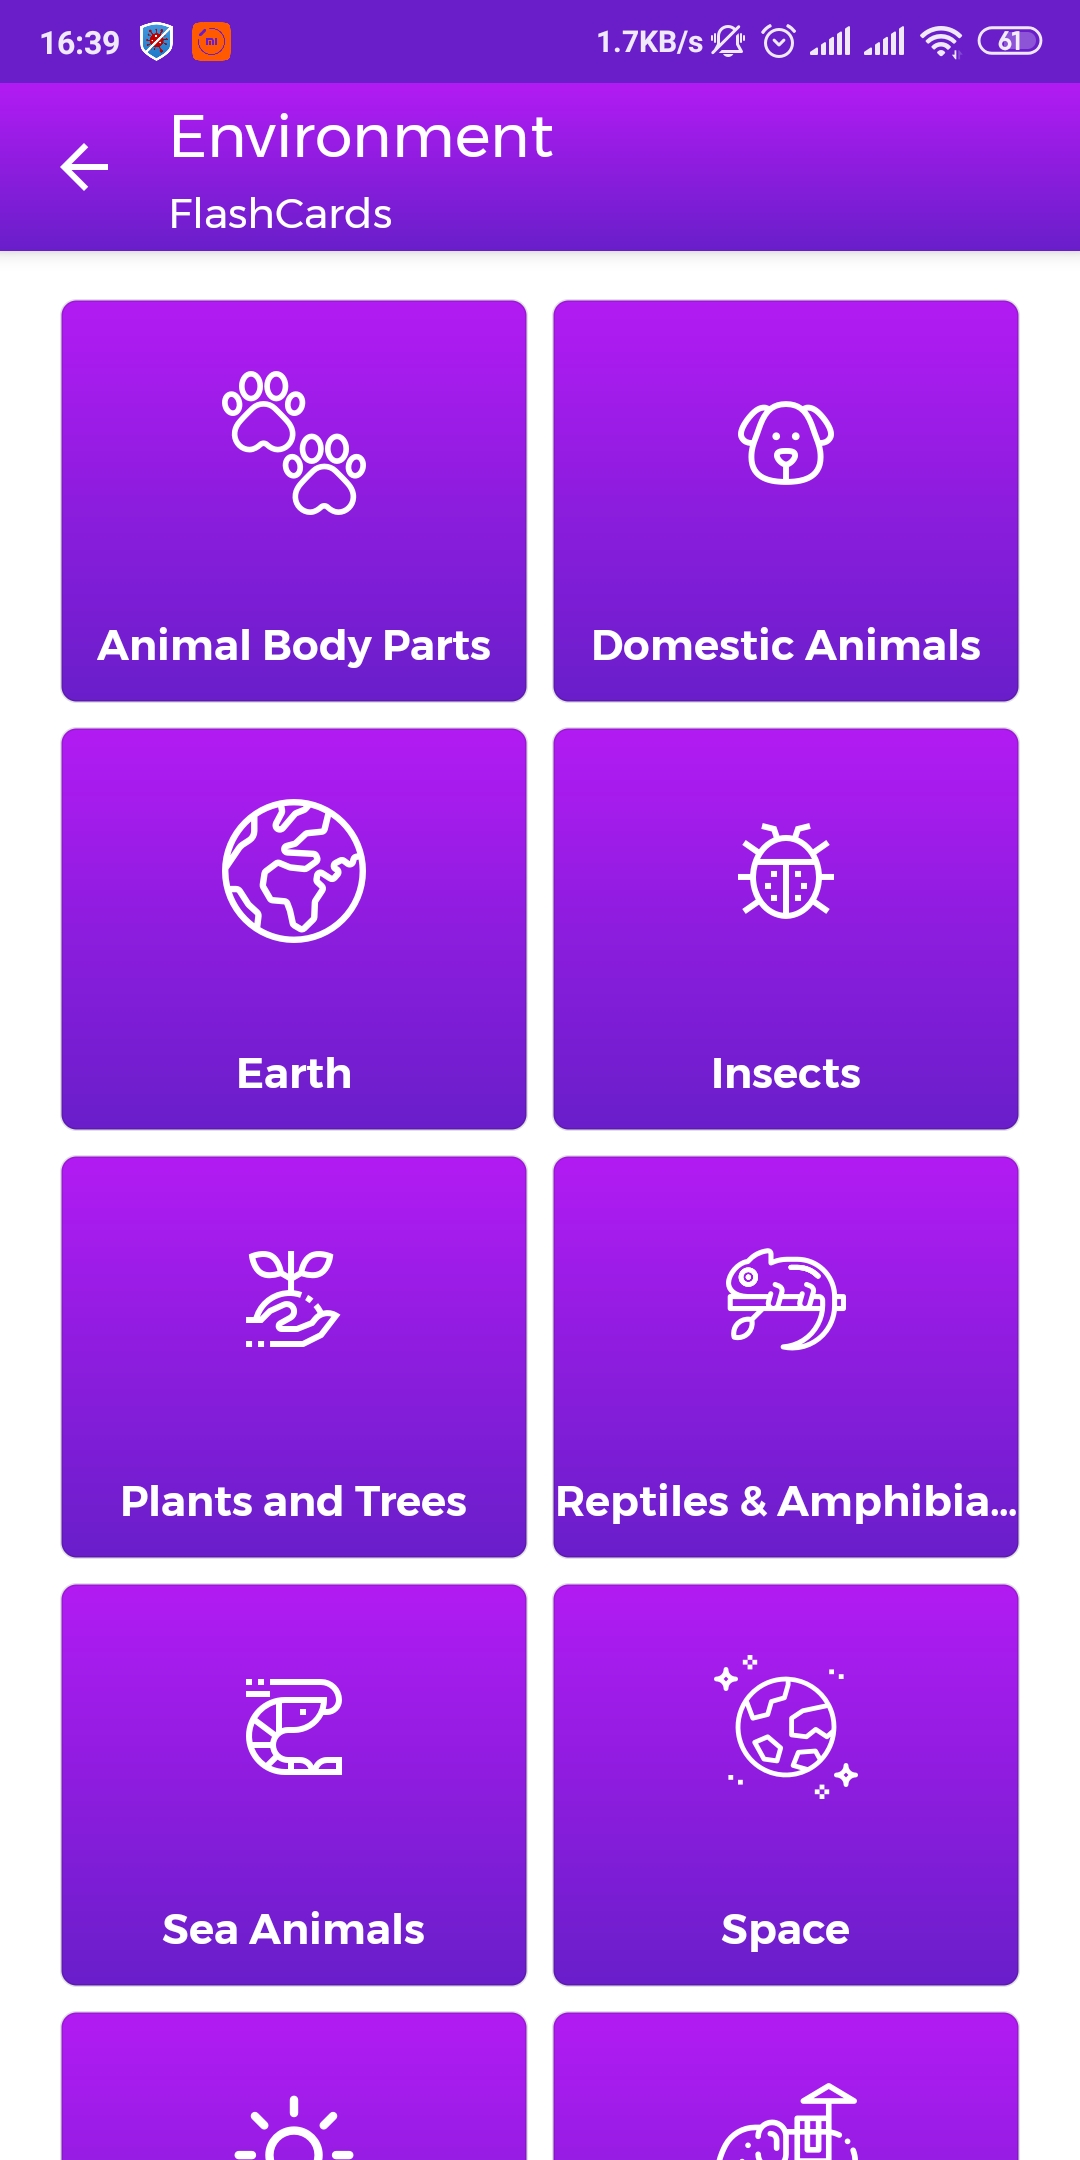 16:39
1.7KB/s
61
Environment
FlashCards
Animal Body Parts
Domestic Animals
Earth
Insects
Plants and Trees
Reptiles & Amphibia...
Sea Animals
Space